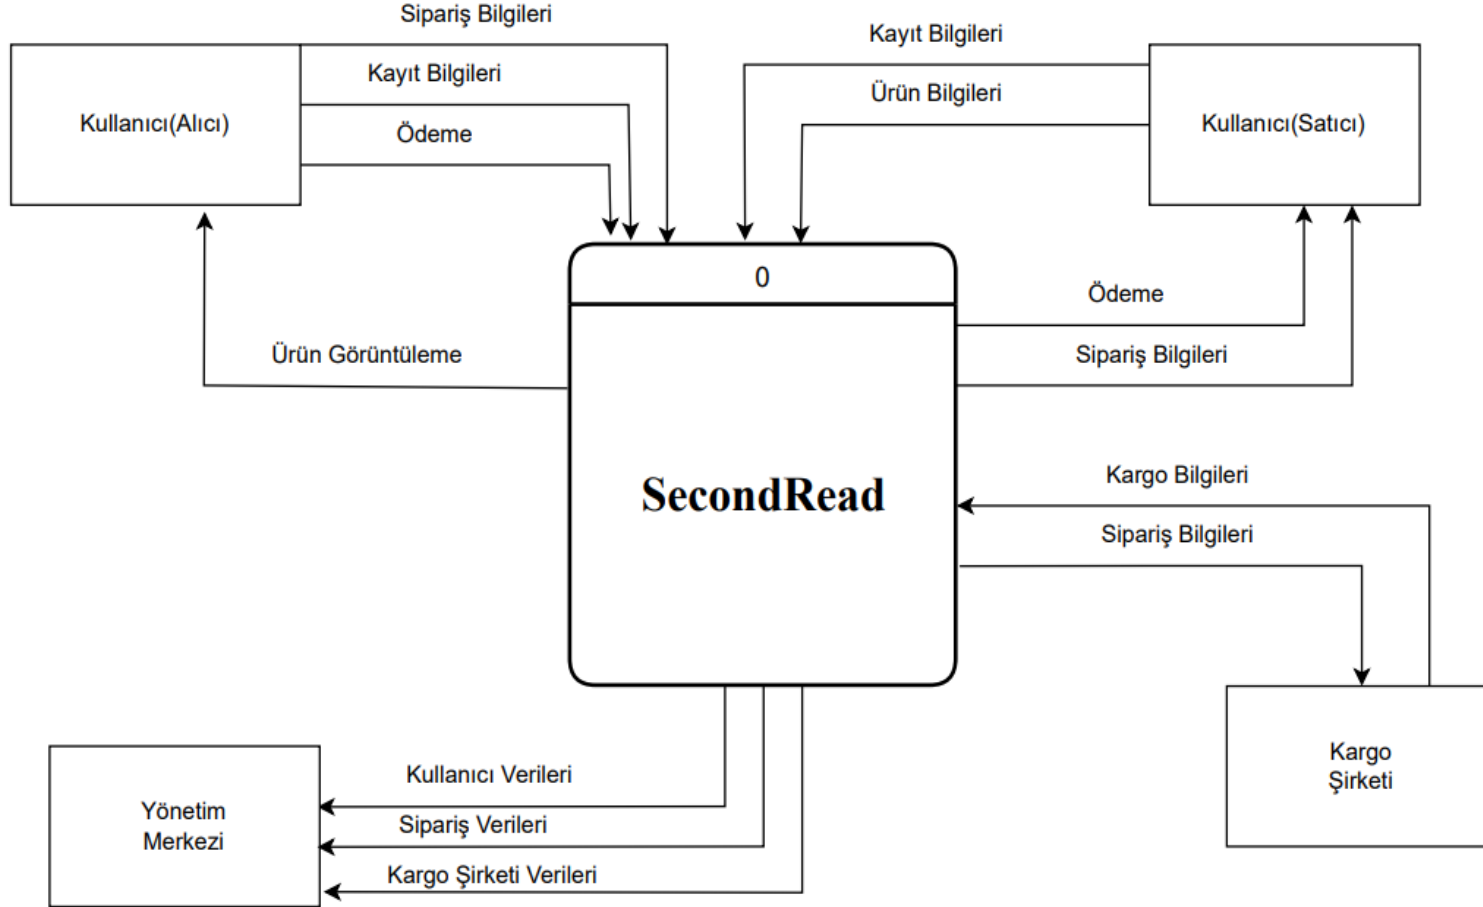 Sipariş Bilgileri
Kayıt Bilgileri
Kayıt Bilgileri
Ürün Bilgileri
Kullanıcı(Alıcı)
Ödeme
Kullanıcı(Satıcı)
0
Ödeme
Ürün Görüntüleme
Sipariş Bilgileri
SecondRead
Kargo Bilgileri
Sipariş Bilgileri
Kargo
Şirketi
Kullanıcı Verileri
Yönetim
Merkezi
Sipariş Verileri
Kargo Şirketi Verileri